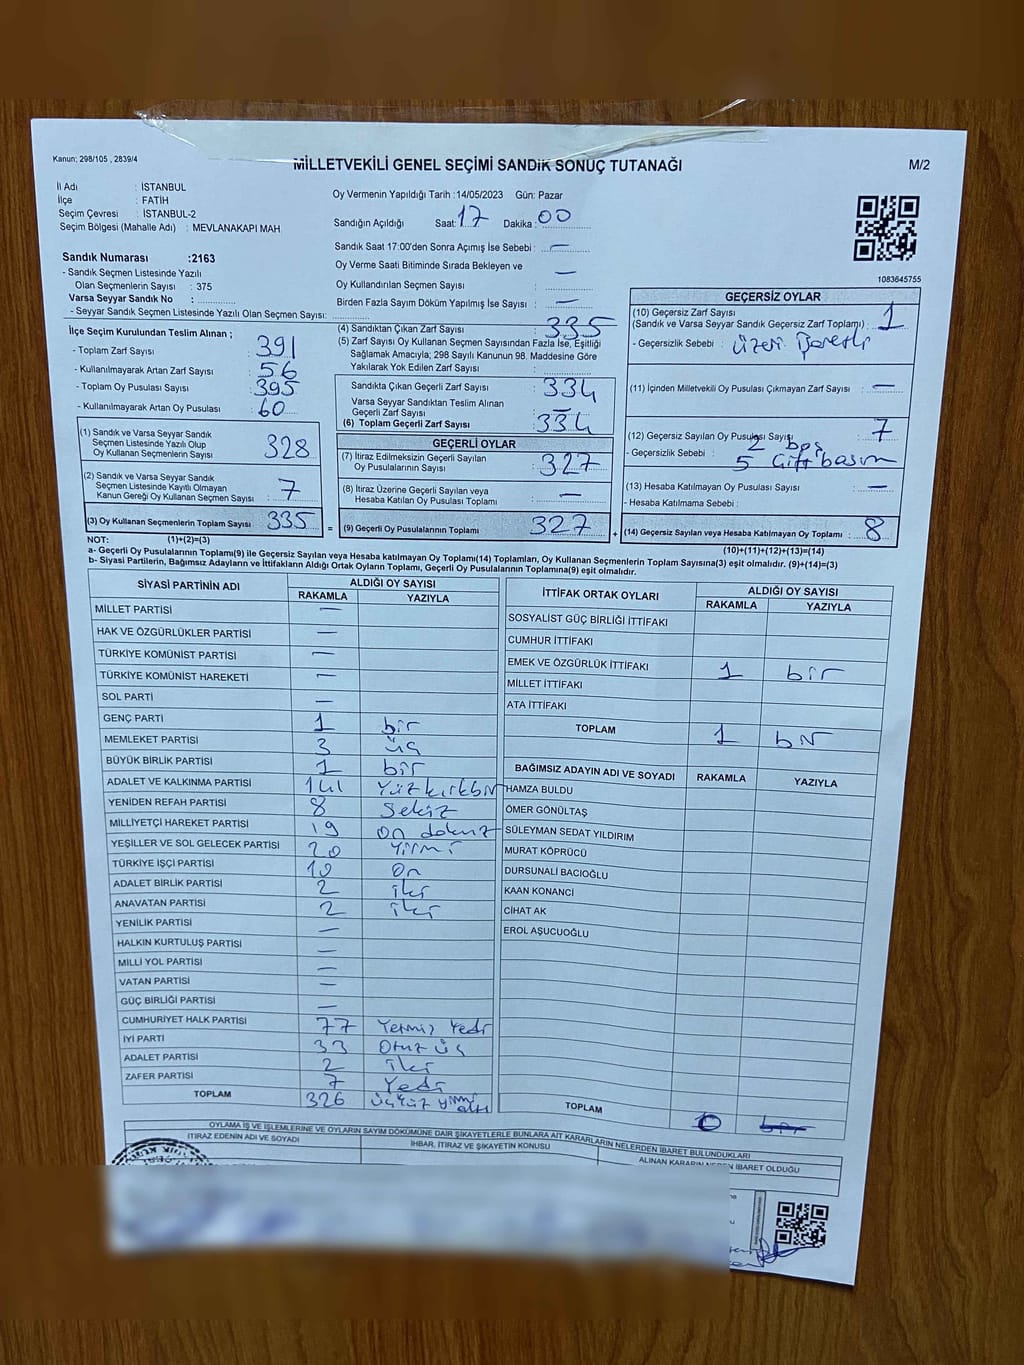 Kanun; 298/105 , 2839/4
MİLLETVEKİLİ GENEL SEÇİMİ SANDIK SONUÇ TUTANAĞI
M/2
İl Adı : İSTANBUL
İlçe : FATİH
Seçim Çevresi : İSTANBUL-2
Seçim Bölgesi (Mahalle Adı) : MEVLANAKAPI MAH
Oy Vermenin Yapıldığı Tarih :14/05/2023 Gün: Pazar
Sandığın Açıldığı Saat: 17 Dakika: 00
Sandık Saat 17:00'den Sonra Açımış İse Sebebi : —
Oy Verme Saati Bitiminde Sırada Bekleyen ve
Oy Kullandırılan Seçmen Sayısı : —
Birden Fazla Sayım Döküm Yapılmış İse Sayısı : —
1083645755
Sandık Numarası :2163
- Sandık Seçmen Listesinde Yazılı
Olan Seçmenlerin Sayısı : 375
Varsa Seyyar Sandık No :
- Seyyar Sandık Seçmen Listesinde Yazılı Olan Seçmen Sayısı:
İlçe Seçim Kurulundan Teslim Alınan ;
- Toplam Zarf Sayısı : 391
- Kullanılmayarak Artan Zarf Sayısı : 56
- Toplam Oy Pusulası Sayısı : 395
- Kullanılmayarak Artan Oy Pusulası : 60
(1) Sandık ve Varsa Seyyar Sandık
Seçmen Listesinde Yazılı Olup
Oy Kullanan Seçmenlerin Sayısı : 328
(2) Sandık ve Varsa Seyyar Sandık
Seçmen Listesinde Kayıtlı Olmayan
Kanun Gereği Oy Kullanan Seçmen Sayısı : 7
(3) Oy Kullanan Seçmenlerin Toplam Sayısı : 335
(4) Sandıktan Çıkan Zarf Sayısı : 335
(5) Zarf Sayısı Oy Kullanan Seçmen Sayısından Fazla İse, Eşitliği
Sağlamak Amacıyla; 298 Sayılı Kanunun 98. Maddesine Göre
Yakılarak Yok Edilen Zarf Sayısı :
Sandıkta Çıkan Geçerli Zarf Sayısı : 334
Varsa Seyyar Sandıktan Teslim Alınan
Geçerli Zarf Sayısı : —
(6) Toplam Geçerli Zarf Sayısı : 334
GEÇERLİ OYLAR
(7) İtiraz Edilmeksizin Geçerli Sayılan
Oy Pusulasının Sayısı : 327
(8) İtiraz Üzerine Geçerli Sayılan veya
Hesaba Katılan Oy Pusulası Toplamı : —
= (9) Geçerli Oy Pusulalarının Toplamı : 327 +
GEÇERSİZ OYLAR
(10) Geçersiz Zarf Sayısı
(Sandık ve Varsa Seyyar Sandık Geçersiz Zarf Toplamı) : 1
- Geçersizlik Sebebi : üzeri İşaretli
(11) İçinden Milletvekili Oy Pusulası Çıkmayan Zarf Sayısı : —
(12) Geçersiz Sayılan Oy Pusulası Sayısı : 7
- Geçersizlik Sebebi : 2 boş
5 Çift basım
(13) Hesaba Katılmayan Oy Pusulası Sayısı : —
- Hesaba Katılmama Sebebi :
(14) Geçersiz Sayılan veya Hesaba Katılmayan Oy Toplamı : 8
NOT: (1)+(2)=(3)
(10)+(11)+(12)+(13)=(14)
a- Geçerli Oy Pusulalarının Toplamı(9) ile Geçersiz Sayılan veya Hesaba katılmayan Oy Toplamı(14) Toplamları, Oy Kullanan Seçmenlerin Toplam Sayısına(3) eşit olmalıdır. (9)+(14)=(3)
b- Siyasi Partilerin, Bağımsız Adayların ve İttifakların Aldığı Ortak Oyların Toplamı, Geçerli Oy Pusulalarının Toplamına(9) eşit olmalıdır.
SİYASİ PARTİNİN ADI ALDIĞI OY SAYISI
RAKAMLA YAZIYLA
MİLLET PARTİSİ —
HAK VE ÖZGÜRLÜKLER PARTİSİ —
TÜRKİYE KOMÜNİST PARTİSİ —
TÜRKİYE KOMÜNİST HAREKETİ —
SOL PARTİ —
GENÇ PARTİ 1 bir
MEMLEKET PARTİSİ 3 üç
BÜYÜK BİRLİK PARTİSİ 1 bir
ADALET VE KALKINMA PARTİSİ 141 Yüzkırkbir
YENİDEN REFAH PARTİSİ 8 Sekiz
MİLLİYETÇİ HAREKET PARTİSİ 19 on dokuz
YEŞİLLER VE SOL GELECEK PARTİSİ 20 Yirmi
TÜRKİYE İŞÇİ PARTİSİ 10 On
ADALET BİRLİK PARTİSİ 2 iki
ANAVATAN PARTİSİ 2 iki
YENİLİK PARTİSİ —
HALKIN KURTULUŞ PARTİSİ —
MİLLİ YOL PARTİSİ —
VATAN PARTİSİ —
GÜÇ BİRLİĞİ PARTİSİ —
CUMHURİYET HALK PARTİSİ 77 Yetmiş Yedi
İYİ PARTİ 33 Otuz üç
ADALET PARTİSİ 2 iki
ZAFER PARTİSİ 7 Yedi
TOPLAM 326 üçyüz yirmi altı
İTTİFAK ORTAK OYLARI ALDIĞI OY SAYISI
RAKAMLA YAZIYLA
SOSYALİST GÜÇ BİRLİĞİ İTTİFAKI
CUMHUR İTTİFAKI
EMEK VE ÖZGÜRLÜK İTTİFAKI 1 bir
MİLLET İTTİFAKI
ATA İTTİFAKI
TOPLAM 1 bir
BAĞIMSIZ ADAYIN ADI VE SOYADI RAKAMLA YAZIYLA
HAMZA BULDU
ÖMER GÖNÜLTAŞ
SÜLEYMAN SEDAT YILDIRIM
MURAT KÖPRÜCÜ
DURSUNALİ BACIOĞLU
KAAN KONANCİ
CİHAT AK
EROL AŞUCUOĞLU
TOPLAM 0
OYLAMA İŞ VE İŞLEMLERİNE VE OYLARIN SAYIM DÖKÜMÜNE DAİR ŞİKAYETLERLE BUNLARA AİT KARARLARIN NELERDEN İBARET BULUNDUKLARI
İTİRAZ EDENİN ADI VE SOYADI İHBAR, İTİRAZ VE ŞİKAYETİN KONUSU ALINAN KARARIN NEDEN İBARET OLDUĞU